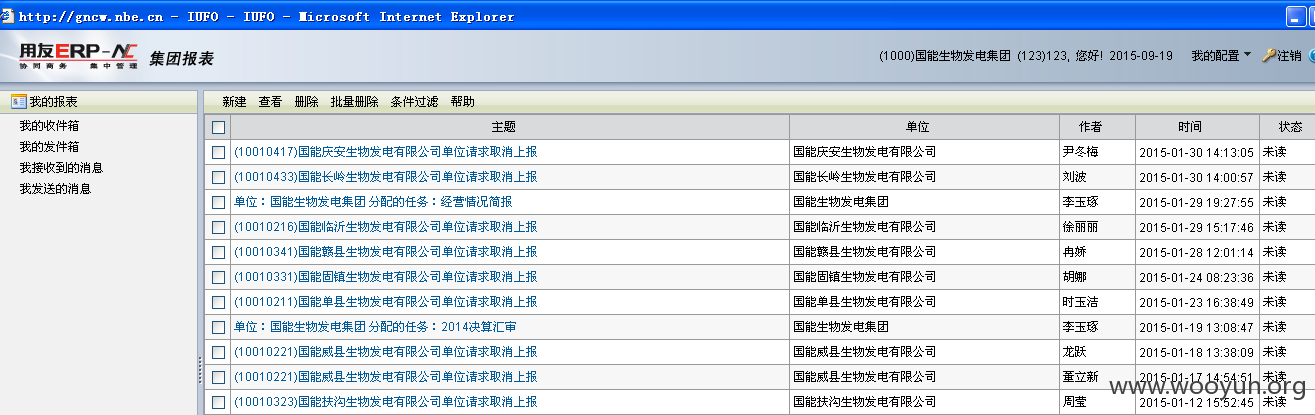 http://gncw.nbe.cn - IUFO - IUFO - Microsoft Internet Explorer
用友ERP-NC 集团报表
协同商务 集中管理
(1000)国能生物发电集团 (123)123, 您好! 2015-09-19 我的配置 注销
我的报表
我的收件箱
我的发件箱
我接收到的消息
我发送的消息
新建 查看 删除 批量删除 条件过滤 帮助
主题 单位 作者 时间 状态
(10010417)国能庆安生物发电有限公司单位请求取消上报 国能庆安生物发电有限公司 尹冬梅 2015-01-30 14:13:05 未读
(10010433)国能长岭生物发电有限公司单位请求取消上报 国能长岭生物发电有限公司 刘波 2015-01-30 14:00:57 未读
单位：国能生物发电集团 分配的任务：经营情况简报 国能生物发电集团 李玉琢 2015-01-29 19:27:55 未读
(10010216)国能临沂生物发电有限公司单位请求取消上报 国能临沂生物发电有限公司 徐丽丽 2015-01-29 15:17:46 未读
(10010341)国能赣县生物发电有限公司单位请求取消上报 国能赣县生物发电有限公司 冉娇 2015-01-28 12:01:14 未读
(10010331)国能固镇生物发电有限公司单位请求取消上报 国能固镇生物发电有限公司 胡娜 2015-01-24 08:23:36 未读
(10010211)国能单县生物发电有限公司单位请求取消上报 国能单县生物发电有限公司 时玉洁 2015-01-23 16:38:49 未读
单位：国能生物发电集团 分配的任务：2014决算汇审 国能生物发电集团 李玉琢 2015-01-19 13:08:47 未读
(10010221)国能威县生物发电有限公司单位请求取消上报 国能威县生物发电有限公司 龙跃 2015-01-18 13:38:09 未读
(10010221)国能威县生物发电有限公司单位请求取消上报 国能威县生物发电有限公司 董立新 2015-01-17 14:54:51 未读
(10010323)国能扶沟生物发电有限公司单位请求取消上报 国能扶沟生物发电有限公司 周莹 2015-01-12 15:52:45 未读
www.wooyun.org